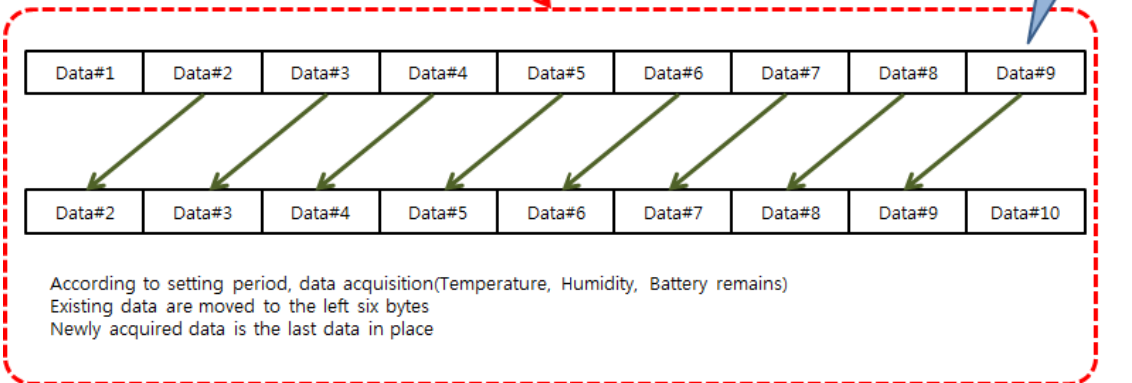 Data#1 Data#2 Data#3 Data#4 Data#5 Data#6 Data#7 Data#8 Data#9
Data#2 Data#3 Data#4 Data#5 Data#6 Data#7 Data#8 Data#9 Data#10
According to setting period, data acquisition(Temperature, Humidity, Battery remains)
Existing data are moved to the left six bytes
Newly acquired data is the last data in place